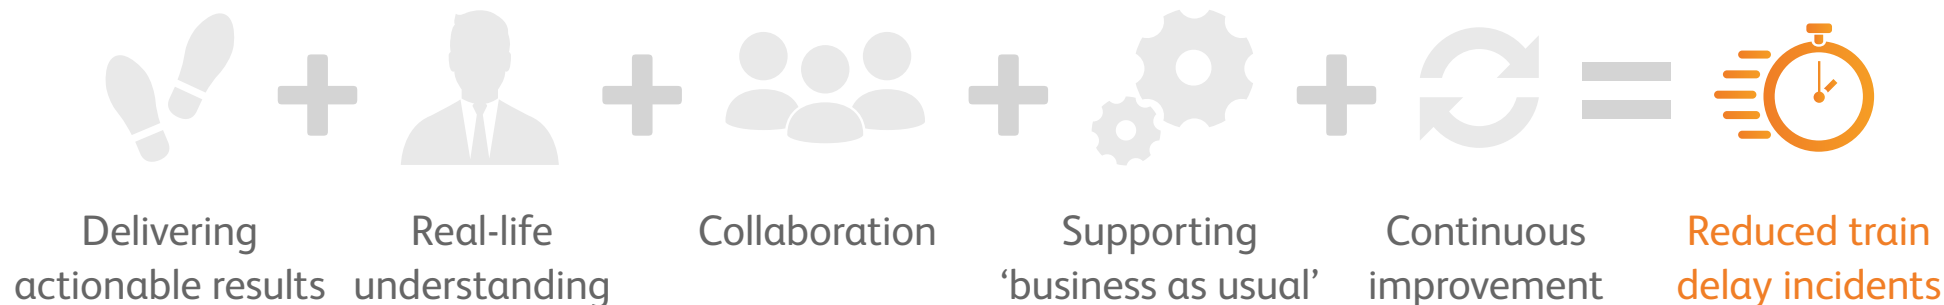 Delivering
actionable results
Real-life
understanding
Collaboration
Supporting
‘business as usual’
Continuous
improvement
Reduced train
delay incidents